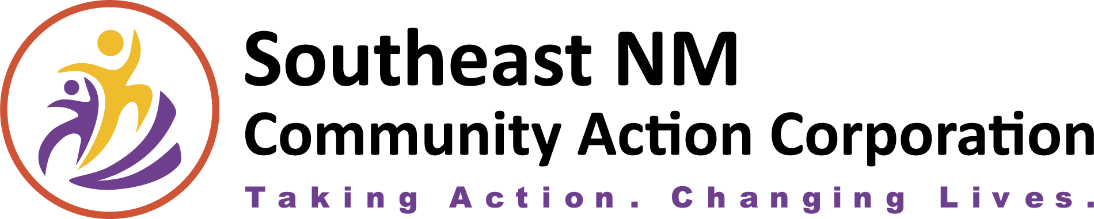 Southeast NM
Community Action Corporation
Taking Action. Changing Lives.